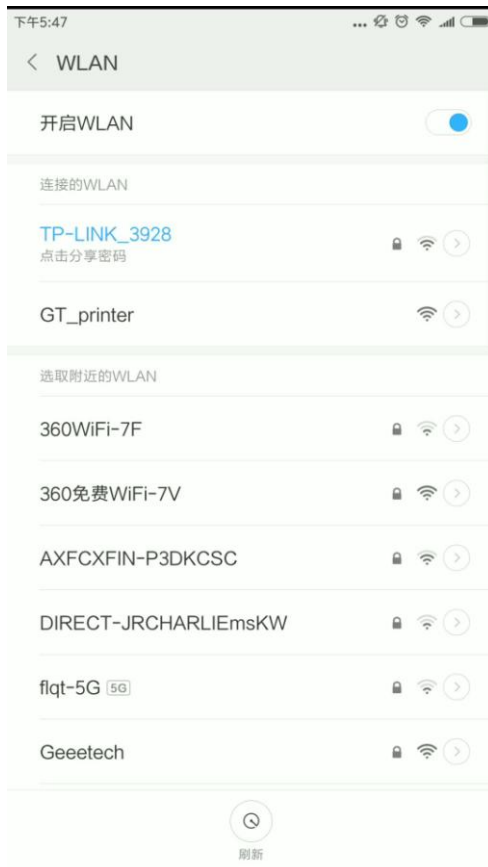 下午5:47
WLAN
开启WLAN
连接的WLAN
TP-LINK_3928
点击分享密码
GT_printer
选取附近的WLAN
360WiFi-7F
360免费WiFi-7V
AXFCXFIN-P3DKCSC
DIRECT-JRCHARLIEmsKW
flqt-5G 5G
Geeetech
刷新